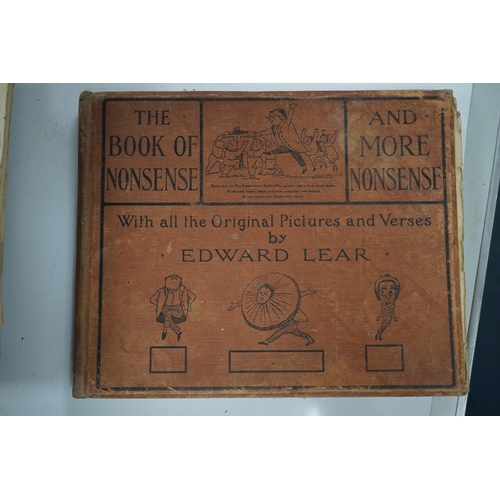 THE
BOOK OF
NONSENSE
AND
MORE
NONSENSE
With all the Original Pictures and Verses
by
EDWARD LEAR